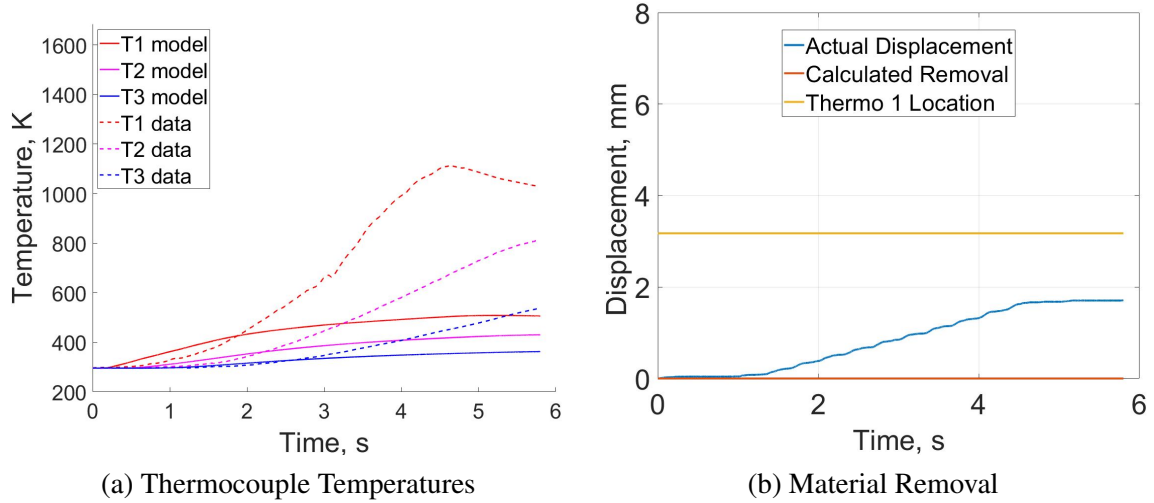 1600
1400
1200
1000
800
600
400
200
0
1
2
3
4
5
6
Temperature, K
Time, s
T1 model
T2 model
T3 model
T1 data
T2 data
T3 data
(a) Thermocouple Temperatures
8
6
4
2
0
0
2
4
6
Displacement, mm
Time, s
Actual Displacement
Calculated Removal
Thermo 1 Location
(b) Material Removal